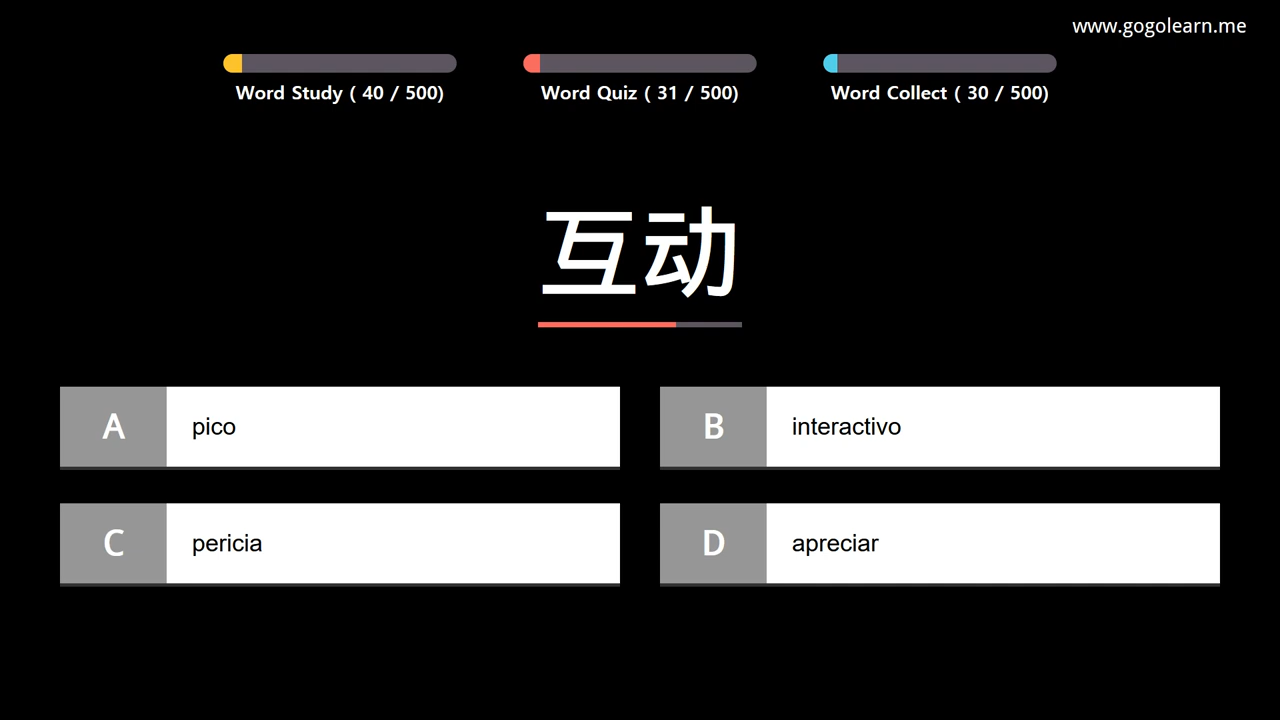 www.gogolearn.me
Word Study ( 40 / 500)
Word Quiz ( 31 / 500)
Word Collect ( 30 / 500)
互动
A pico
B interactivo
C pericia
D apreciar